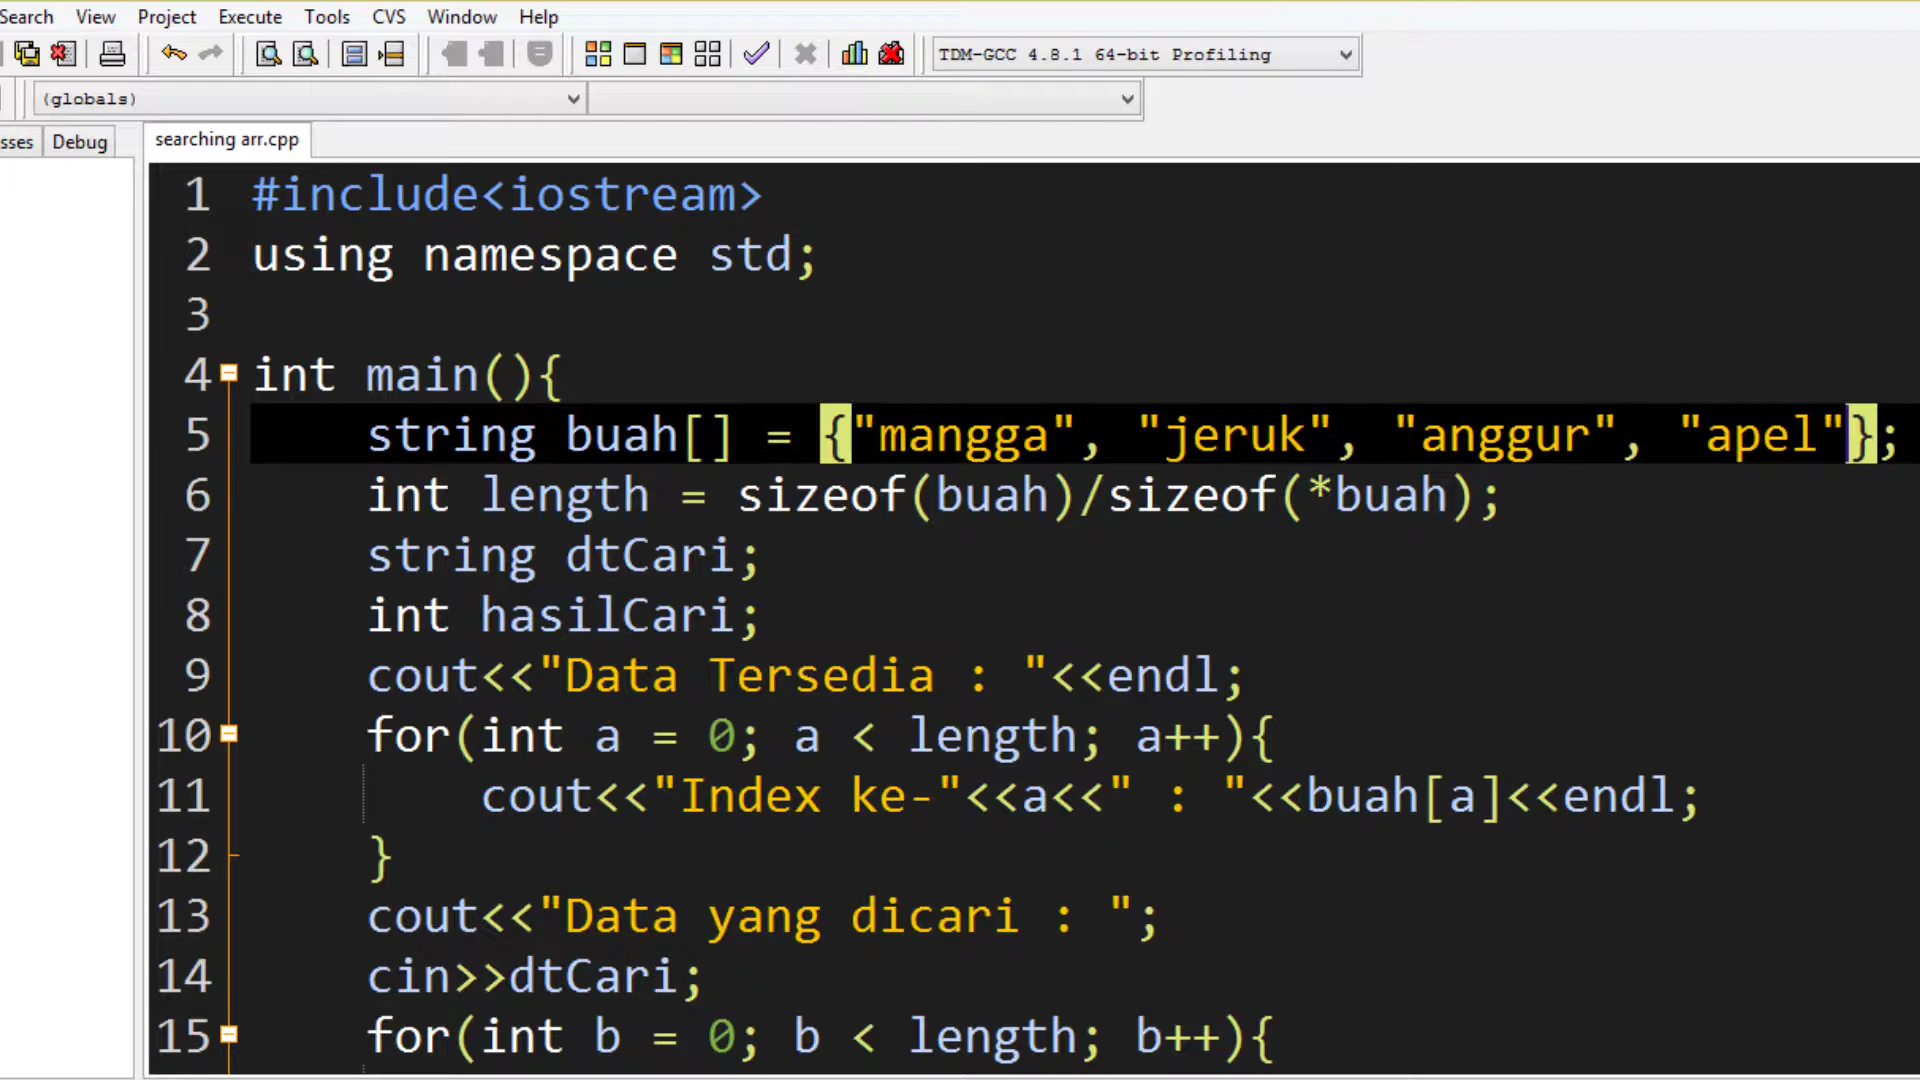 Search View Project Execute Tools CVS Window Help
TDM-GCC 4.8.1 64-bit Profiling
(globals)
sses Debug searching arr.cpp
1 #include<iostream>
2 using namespace std;
3
4 int main(){
5 string buah[] = {"mangga", "jeruk", "anggur", "apel"};
6 int length = sizeof(buah)/sizeof(*buah);
7 string dtCari;
8 int hasilCari;
9 cout<<"Data Tersedia : "<<endl;
10 for(int a = 0; a < length; a++){
11 cout<<"Index ke-"<<a<<" : "<<buah[a]<<endl;
12 }
13 cout<<"Data yang dicari : ";
14 cin>>dtCari;
15 for(int b = 0; b < length; b++){